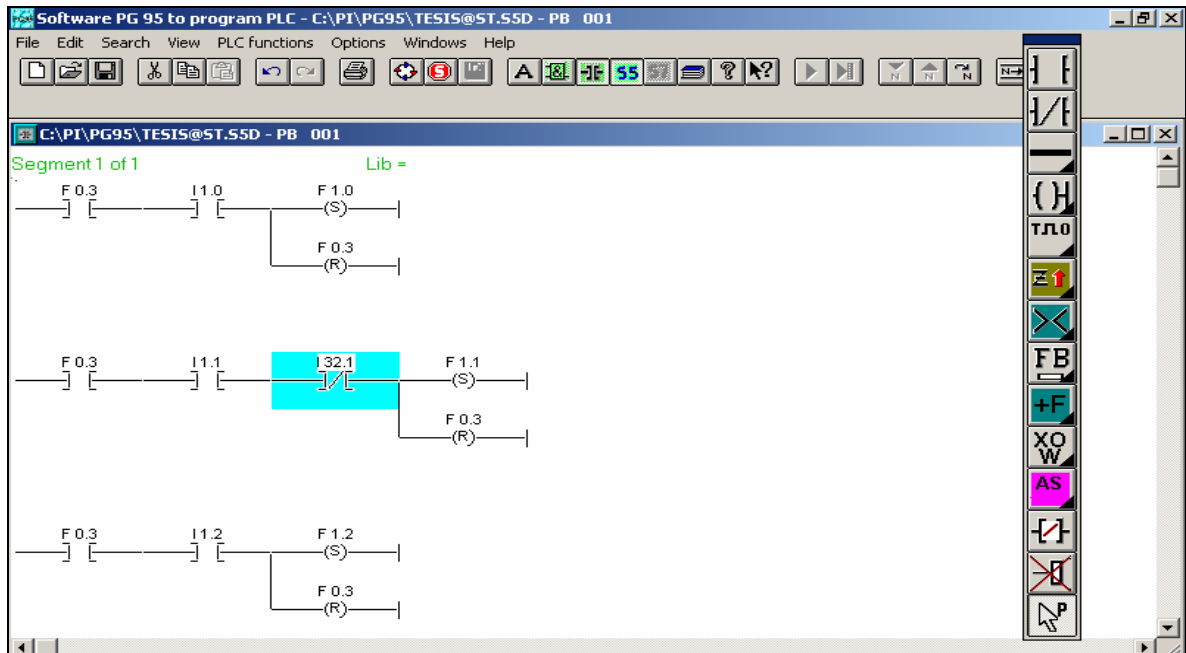 Software PG 95 to program PLC - C:\PI\PG95\TESIS@ST.S5D - PB 001
File Edit Search View PLC functions Options Windows Help
A & S5 S7 ? ? N N N N
C:\PI\PG95\TESIS@ST.S5D - PB 001
Segment 1 of 1 Lib =
F 0.3 I 1.0 F 1.0
(S)
F 0.3
(R)
F 0.3 I 1.1 I 32.1 F 1.1
(S)
F 0.3
(R)
F 0.3 I 1.2 F 1.2
(S)
F 0.3
(R)
FB
+F
XO
W
AS
P